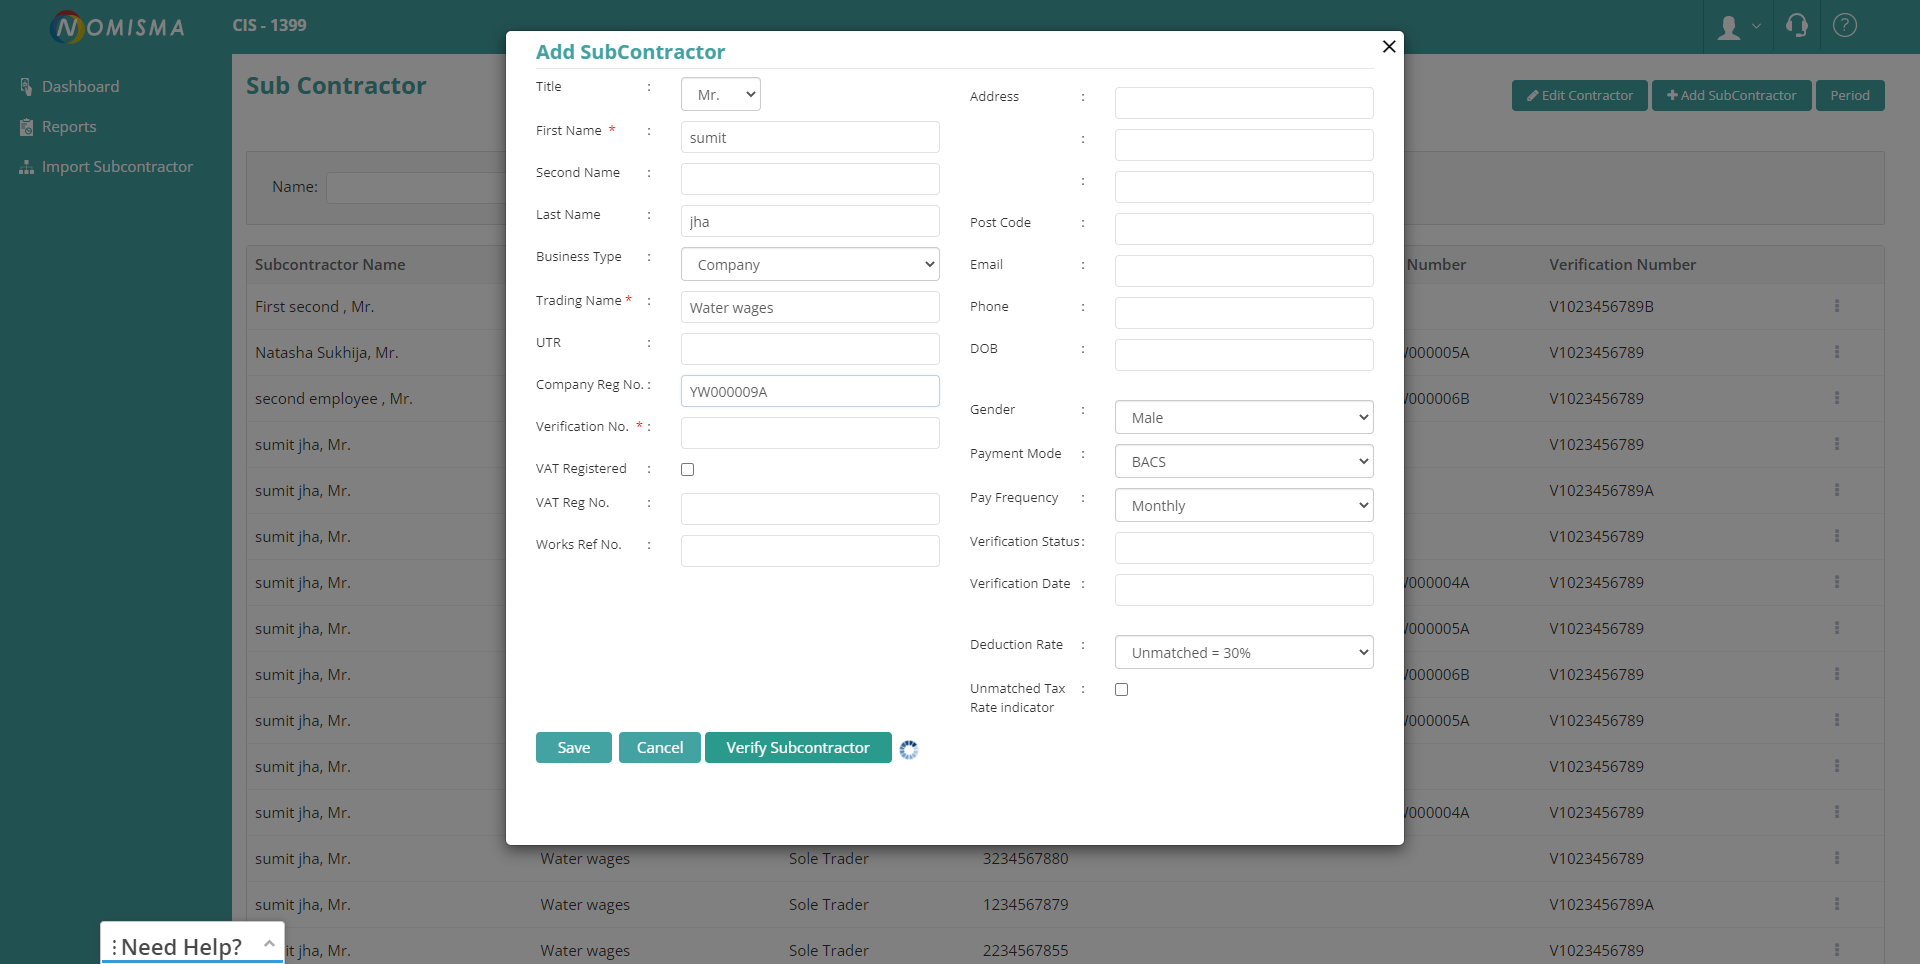 NOMISMA
CIS - 1399
Dashboard
Reports
Import Subcontractor
Sub Contractor
Edit Contractor
Add SubContractor
Period
Name:
Subcontractor Name
Number
Verification Number
First second , Mr.
V1023456789B
Natasha Sukhija, Mr.
000005A
V1023456789
second employee , Mr.
000006B
V1023456789
sumit jha, Mr.
V1023456789
sumit jha, Mr.
V1023456789A
sumit jha, Mr.
V1023456789
sumit jha, Mr.
000004A
V1023456789
sumit jha, Mr.
000005A
V1023456789
sumit jha, Mr.
000006B
V1023456789
sumit jha, Mr.
000005A
V1023456789
sumit jha, Mr.
V1023456789
sumit jha, Mr.
000004A
V1023456789
sumit jha, Mr. Water wages Sole Trader 3234567880 V1023456789
sumit jha, Mr. Water wages Sole Trader 1234567879 V1023456789A
it jha, Mr. Water wages Sole Trader 2234567855 V1023456789
Need Help?
Add SubContractor
Title : Mr.
First Name * : sumit
Second Name :
Last Name : jha
Business Type : Company
Trading Name * : Water wages
UTR :
Company Reg No. : YW000009A
Verification No. * :
VAT Registered :
VAT Reg No. :
Works Ref No. :
Address :
:
:
Post Code :
Email :
Phone :
DOB :
Gender : Male
Payment Mode : BACS
Pay Frequency : Monthly
Verification Status :
Verification Date :
Deduction Rate : Unmatched = 30%
Unmatched Tax :
Rate indicator
Save
Cancel
Verify Subcontractor